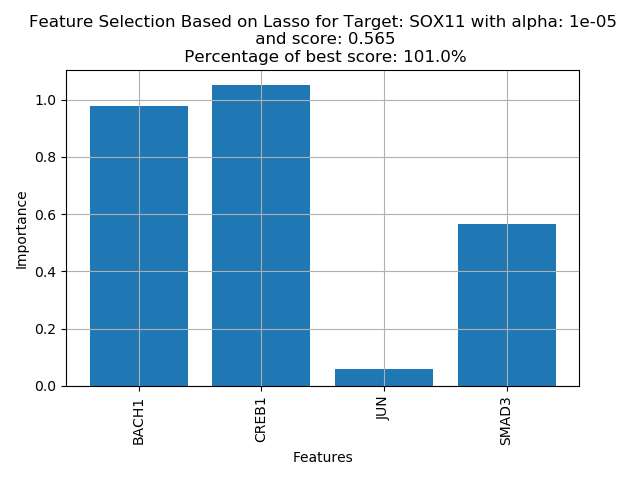 Feature Selection Based on Lasso for Target: SOX11 with alpha: 1e-05
and score: 0.565
Percentage of best score: 101.0%
1.0
0.8
0.6
0.4
0.2
0.0
Importance
BACH1
CREB1
JUN
SMAD3
Features